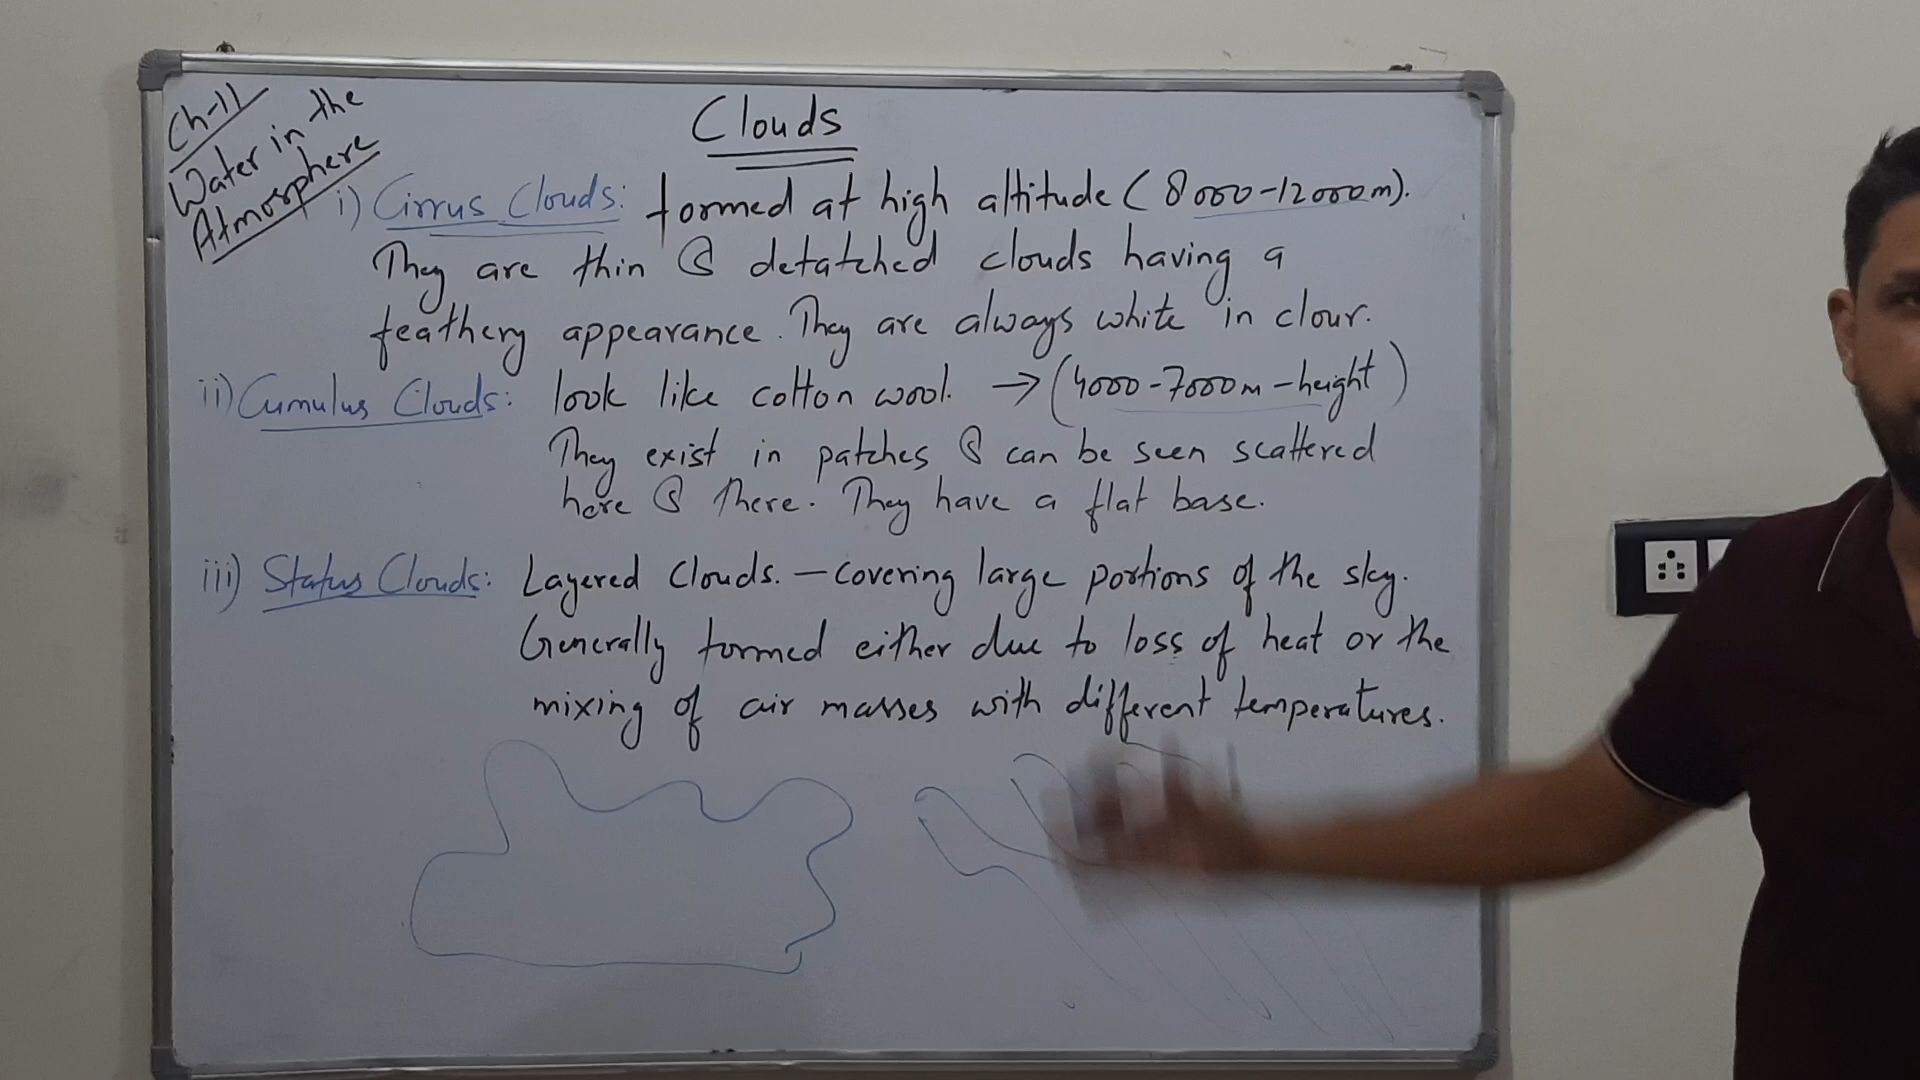 Ch-11
Water in the
Atmosphere
Clouds
i) Cirrus Clouds: formed at high altitude (8000-12000m).
They are thin & detatched clouds having a
feathery appearance. They are always white in clour.
ii) Cumulus Clouds: look like cotton wool. → (4000-7000m-height)
They exist in patches & can be seen scattered
here & there. They have a flat base.
iii) Status Clouds: Layered Clouds. - covering large portions of the sky.
Generally formed either due to loss of heat or the
mixing of air masses with different temperatures.